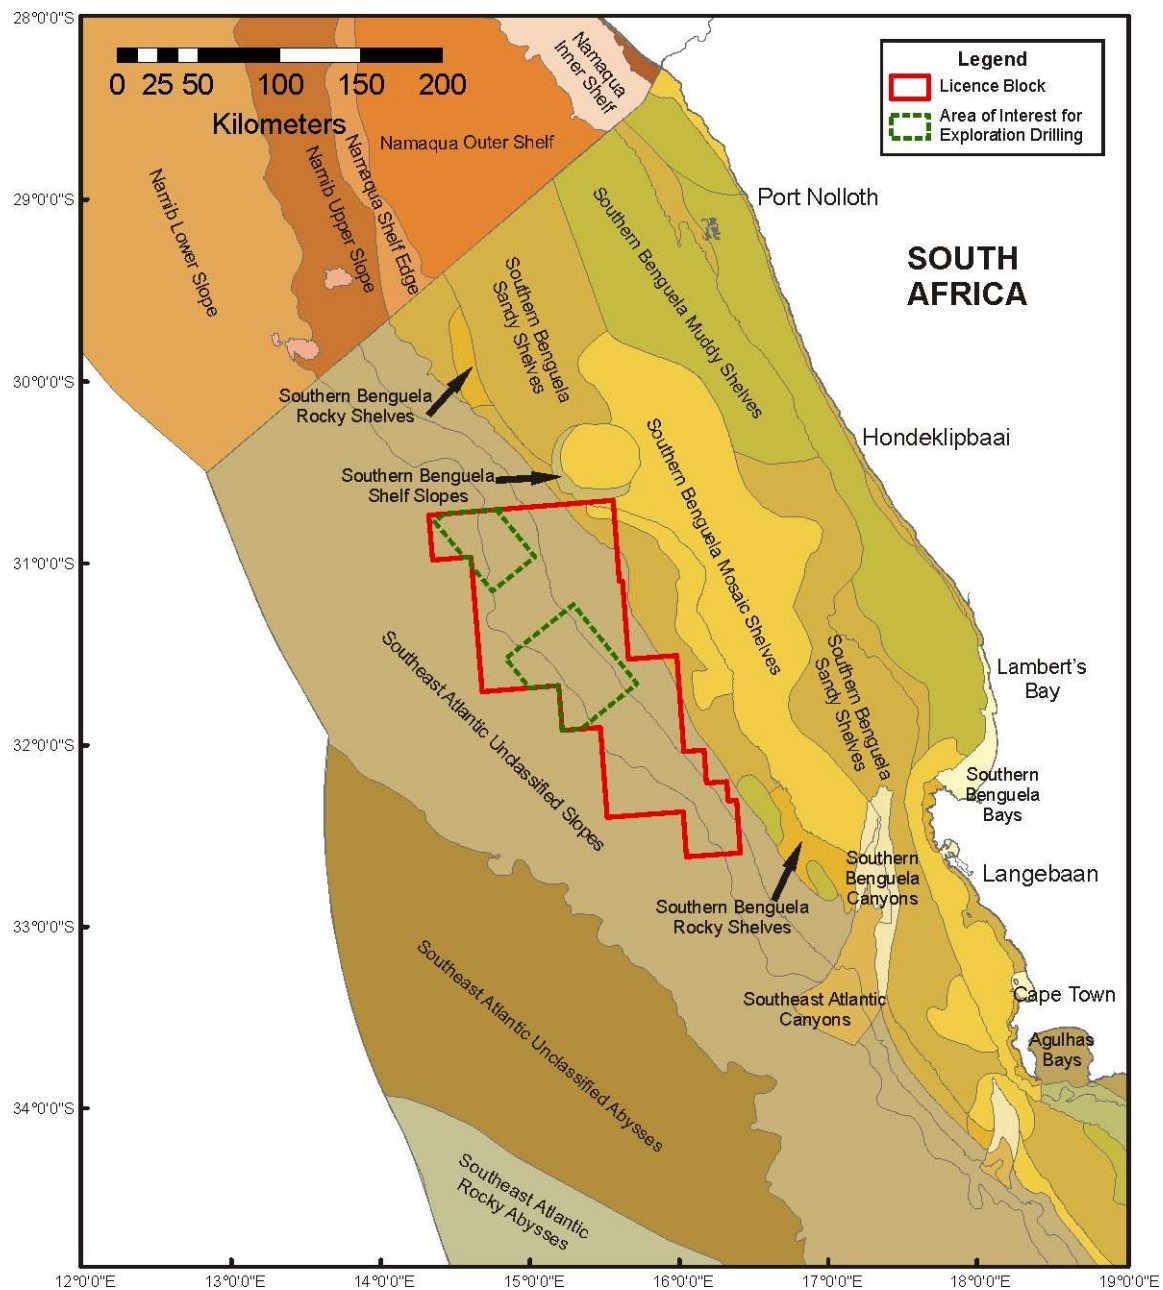 28°0'0"S
29°0'0"S
30°0'0"S
31°0'0"S
32°0'0"S
33°0'0"S
34°0'0"S
12°0'0"E
13°0'0"E
14°0'0"E
15°0'0"E
16°0'0"E
17°0'0"E
18°0'0"E
19°0'0"E
0 25 50 100 150 200
Kilometers
Legend
Licence Block
Area of Interest for
Exploration Drilling
Namaqua
Inner Shelf
Namaqua Outer Shelf
Namaqua Shelf Edge
Namib Upper Slope
Namib Lower Slope
Port Nolloth
SOUTH
AFRICA
Southern Benguela Muddy Shelves
Southern Benguela
Sandy Shelves
Southern Benguela
Rocky Shelves
Hondeklipbaai
Southern Benguela
Shelf Slopes
Southern Benguela Mosaic Shelves
Southeast Atlantic Unclassified Slopes
Southern Benguela
Sandy Shelves
Lambert's
Bay
Southern
Benguela
Bays
Southern
Benguela
Canyons
Langebaan
Southern Benguela
Rocky Shelves
Southeast Atlantic Unclassified Abysses
Southeast Atlantic
Canyons
Cape Town
Agulhas
Bays
Southeast Atlantic
Rocky Abysses